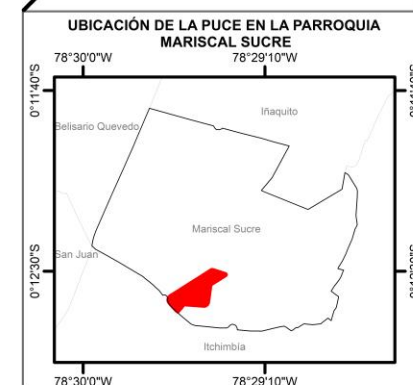 UBICACIÓN DE LA PUCE EN LA PARROQUIA
MARISCAL SUCRE
78°30'0"W 78°29'10"W
0°11'40"S
Iñaquito
Belisario Quevedo
Mariscal Sucre
San Juan
0°12'30"S
Itchimbía
78°30'0"W 78°29'10"W